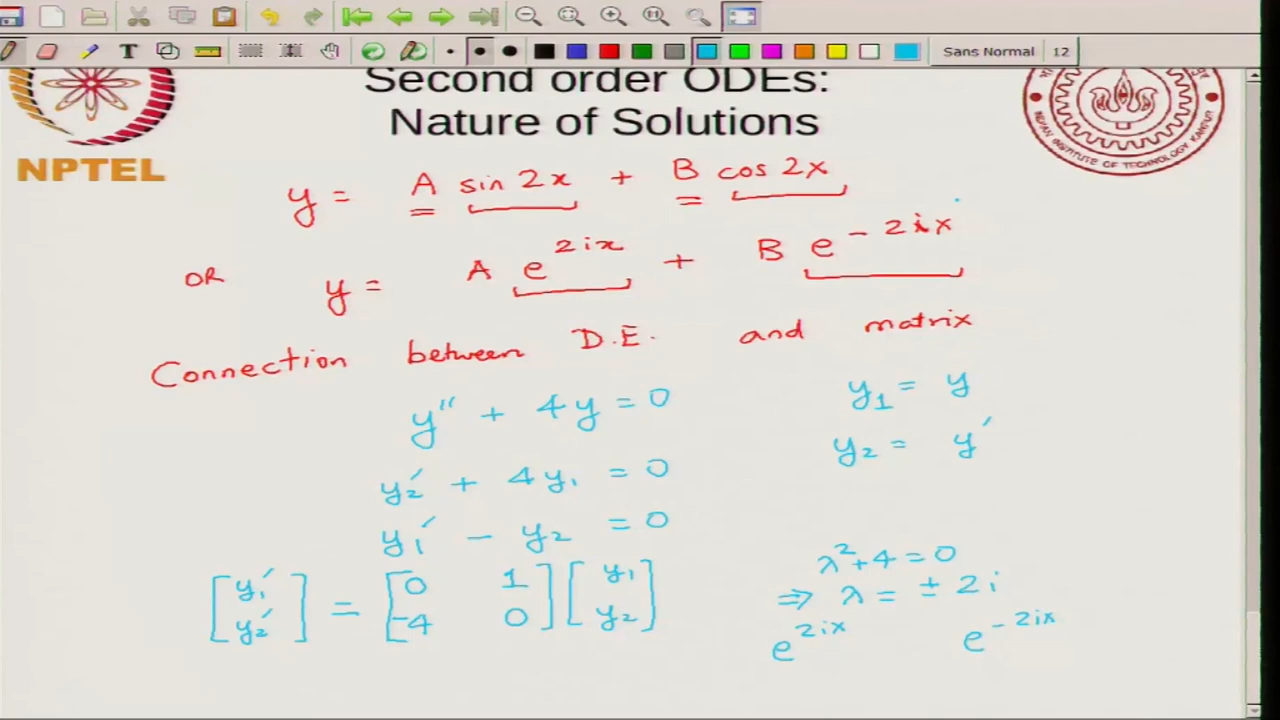 Sans Normal 12
Second order ODEs:
Nature of Solutions
NPTEL
y = A sin 2x + B cos 2x
OR y = A e^{2ix} + B e^{-2ix}
Connection between D.E. and matrix
y'' + 4y = 0
y_1 = y
y_2 = y'
y_2' + 4y_1 = 0
y_1' - y_2 = 0
[y_1' y_2'] = [0 1 -4 0] [y_1 y_2]
λ² + 4 = 0
⇒ λ = ± 2i
e^{2ix} e^{-2ix}